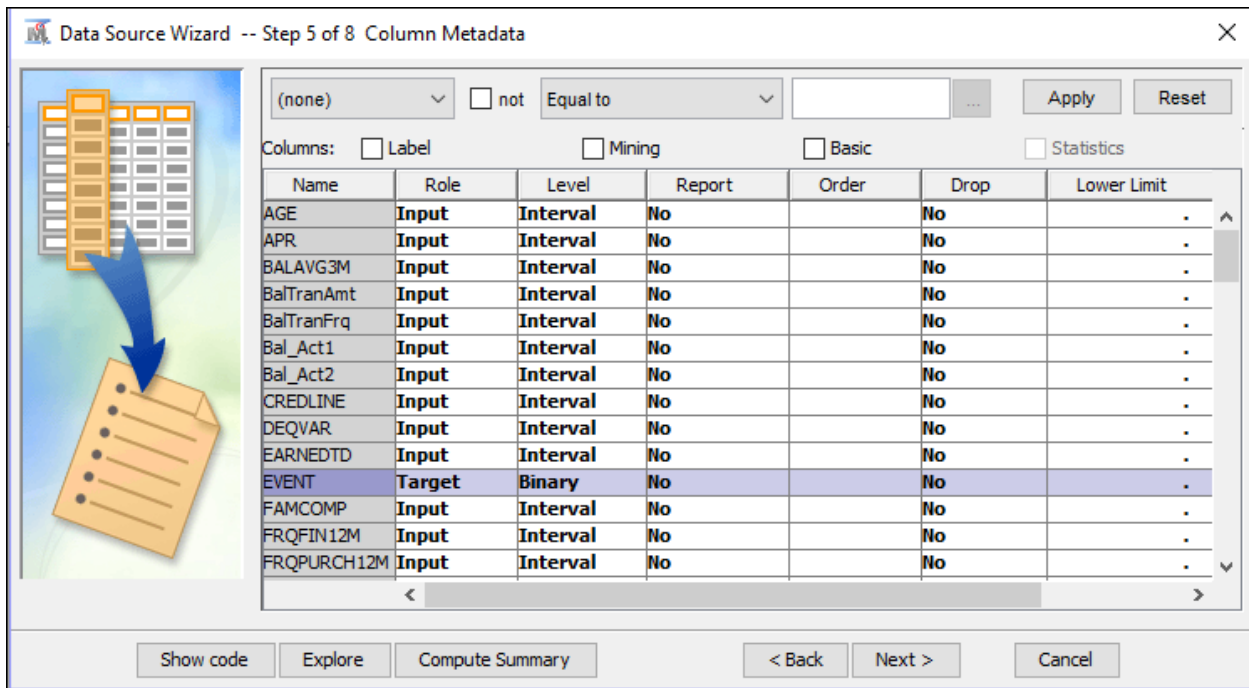 Data Source Wizard -- Step 5 of 8 Column Metadata
(none) not Equal to ... Apply Reset
Columns: Label Mining Basic Statistics
Name Role Level Report Order Drop Lower Limit
AGE Input Interval No No .
APR Input Interval No No .
BALAVG3M Input Interval No No .
BalTranAmt Input Interval No No .
BalTranFrq Input Interval No No .
Bal_Act1 Input Interval No No .
Bal_Act2 Input Interval No No .
CREDLINE Input Interval No No .
DEQVAR Input Interval No No .
EARNEDTD Input Interval No No .
EVENT Target Binary No No .
FAMCOMP Input Interval No No .
FRQFIN12M Input Interval No No .
FRQPURCH12M Input Interval No No .
Show code Explore Compute Summary < Back Next > Cancel